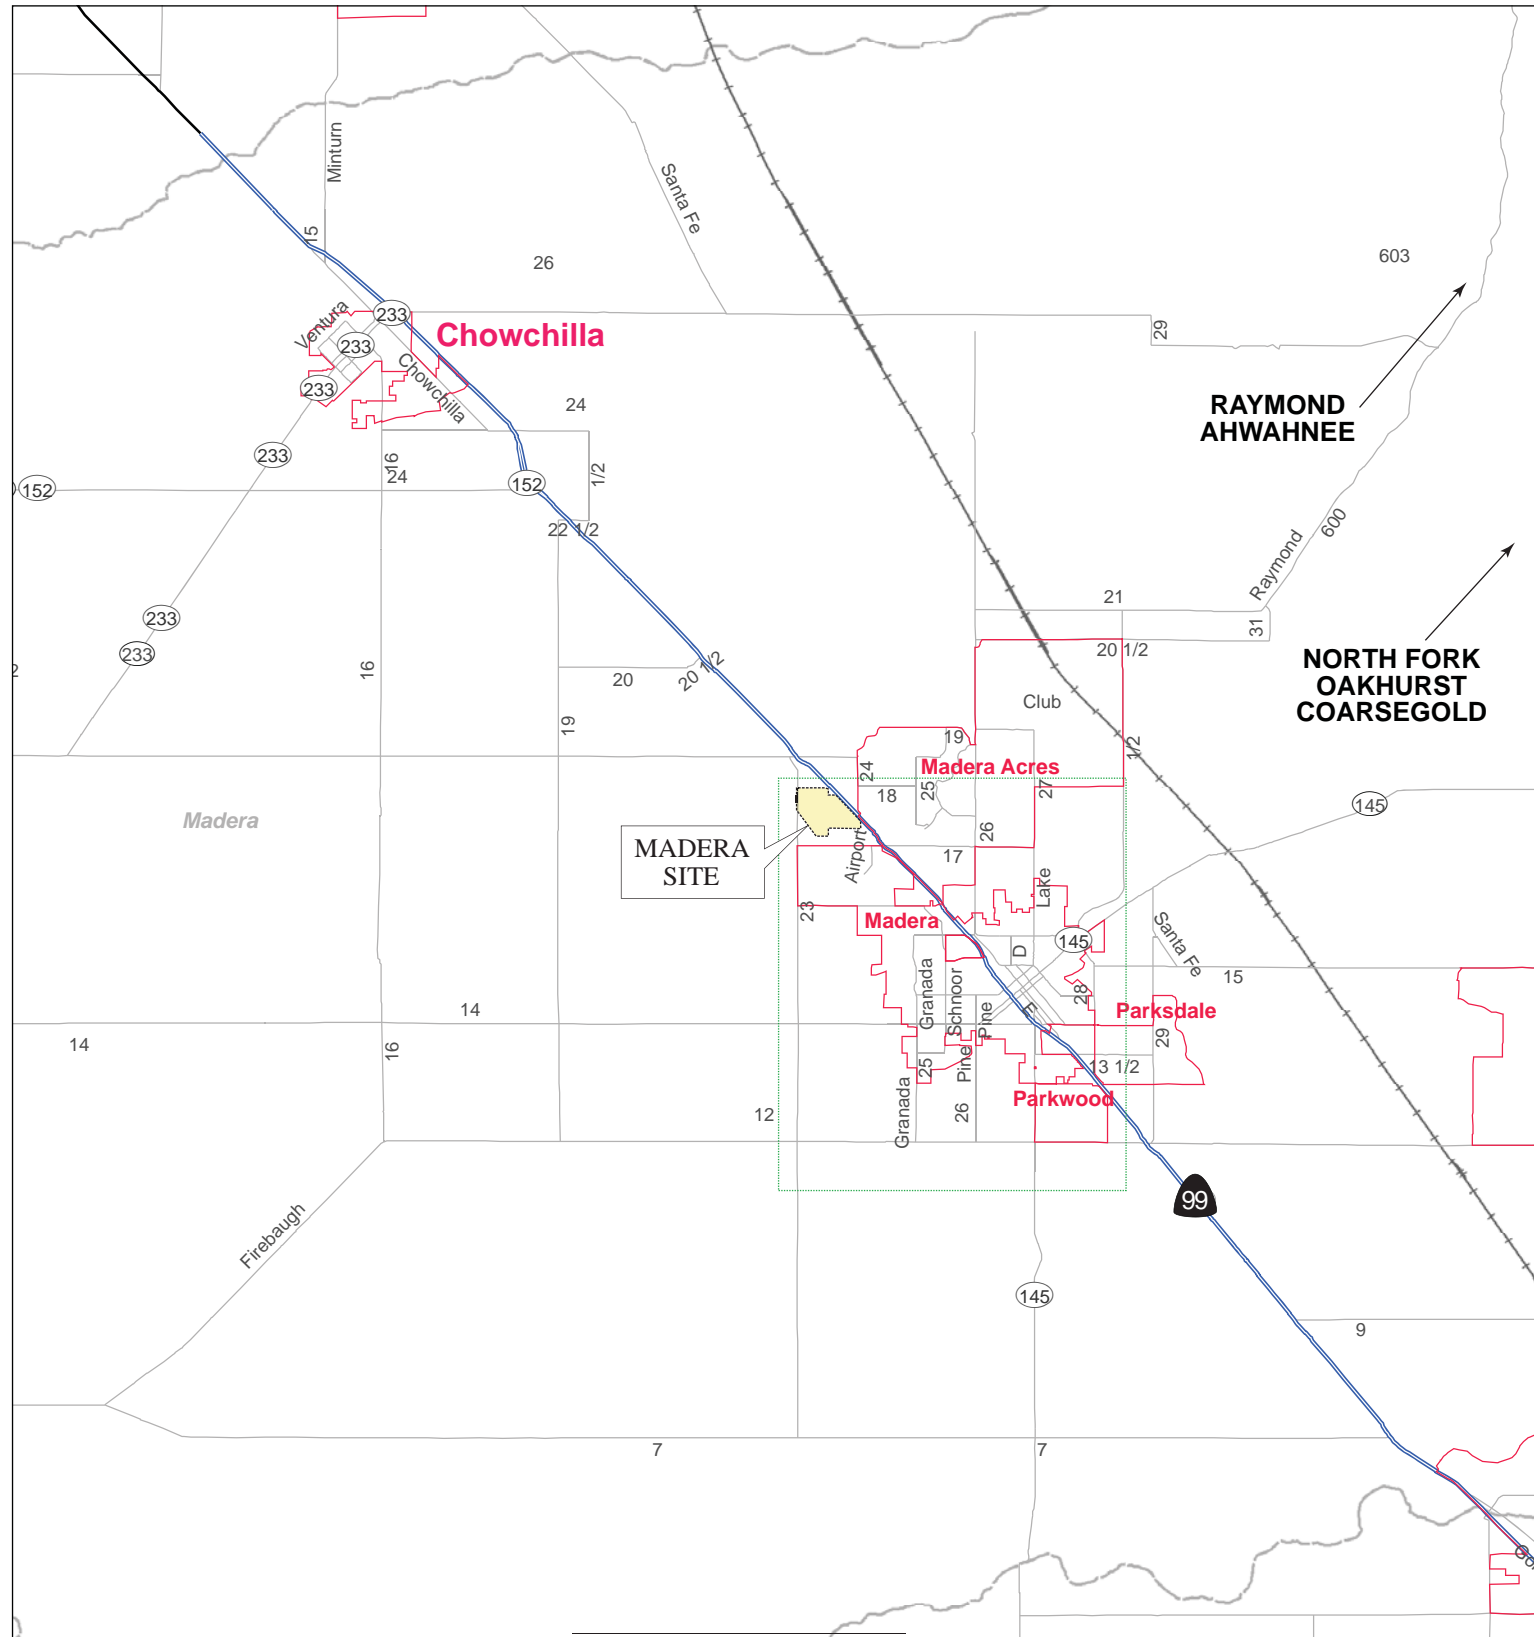 Minturn
Santa Fe
15
26
603
233
Ventura
Chowchilla
29
233
Chowchilla
233
24
RAYMOND
AHWAHNEE
233
16
24
1/2
152
152
22 1/2
600
Raymond
21
233
31
233
20 1/2
16
20
20 1/2
NORTH FORK
OAKHURST
COARSEGOLD
Club
19
19
1/2
24
Madera Acres
25
27
18
145
Madera
26
MADERA
SITE
17
Airport
Lake
23
Madera
145
D
Santa Fe
15
Granada
Schnoor
28
14
Pine
E
Parksdale
14
16
29
25
Pine
13 1/2
Parkwood
12
Granada
26
99
Firebaugh
145
9
7
7